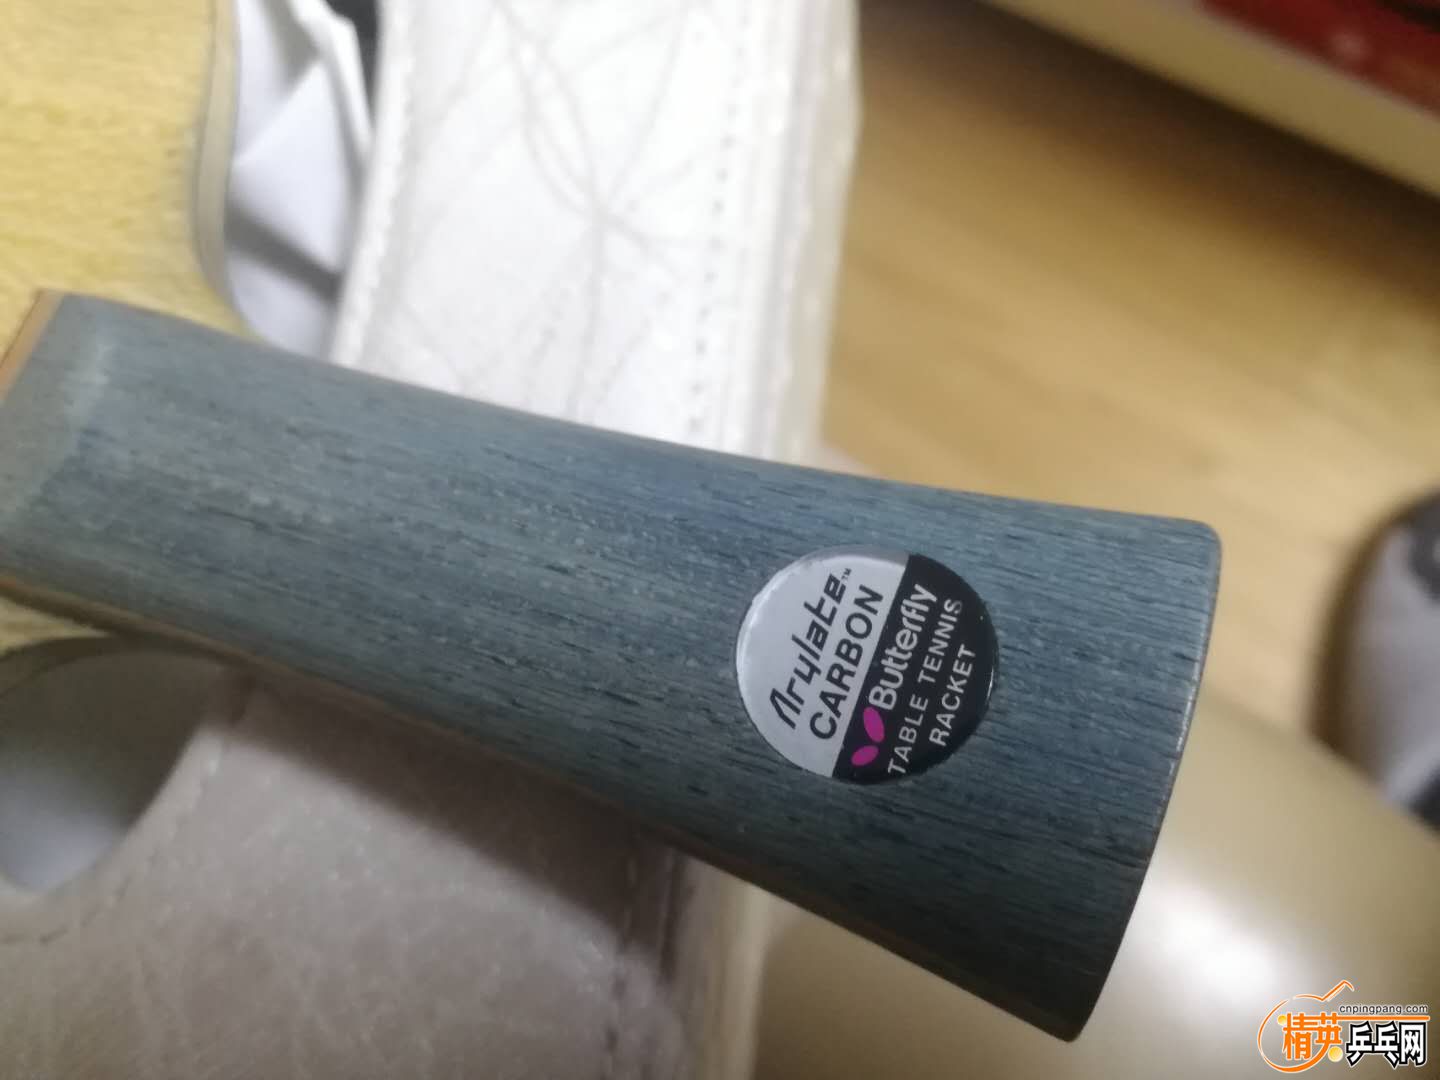 Arylate™
CARBON
Butterfly
TABLE TENNIS
RACKET
cnpingpang.com
精英乒乓网